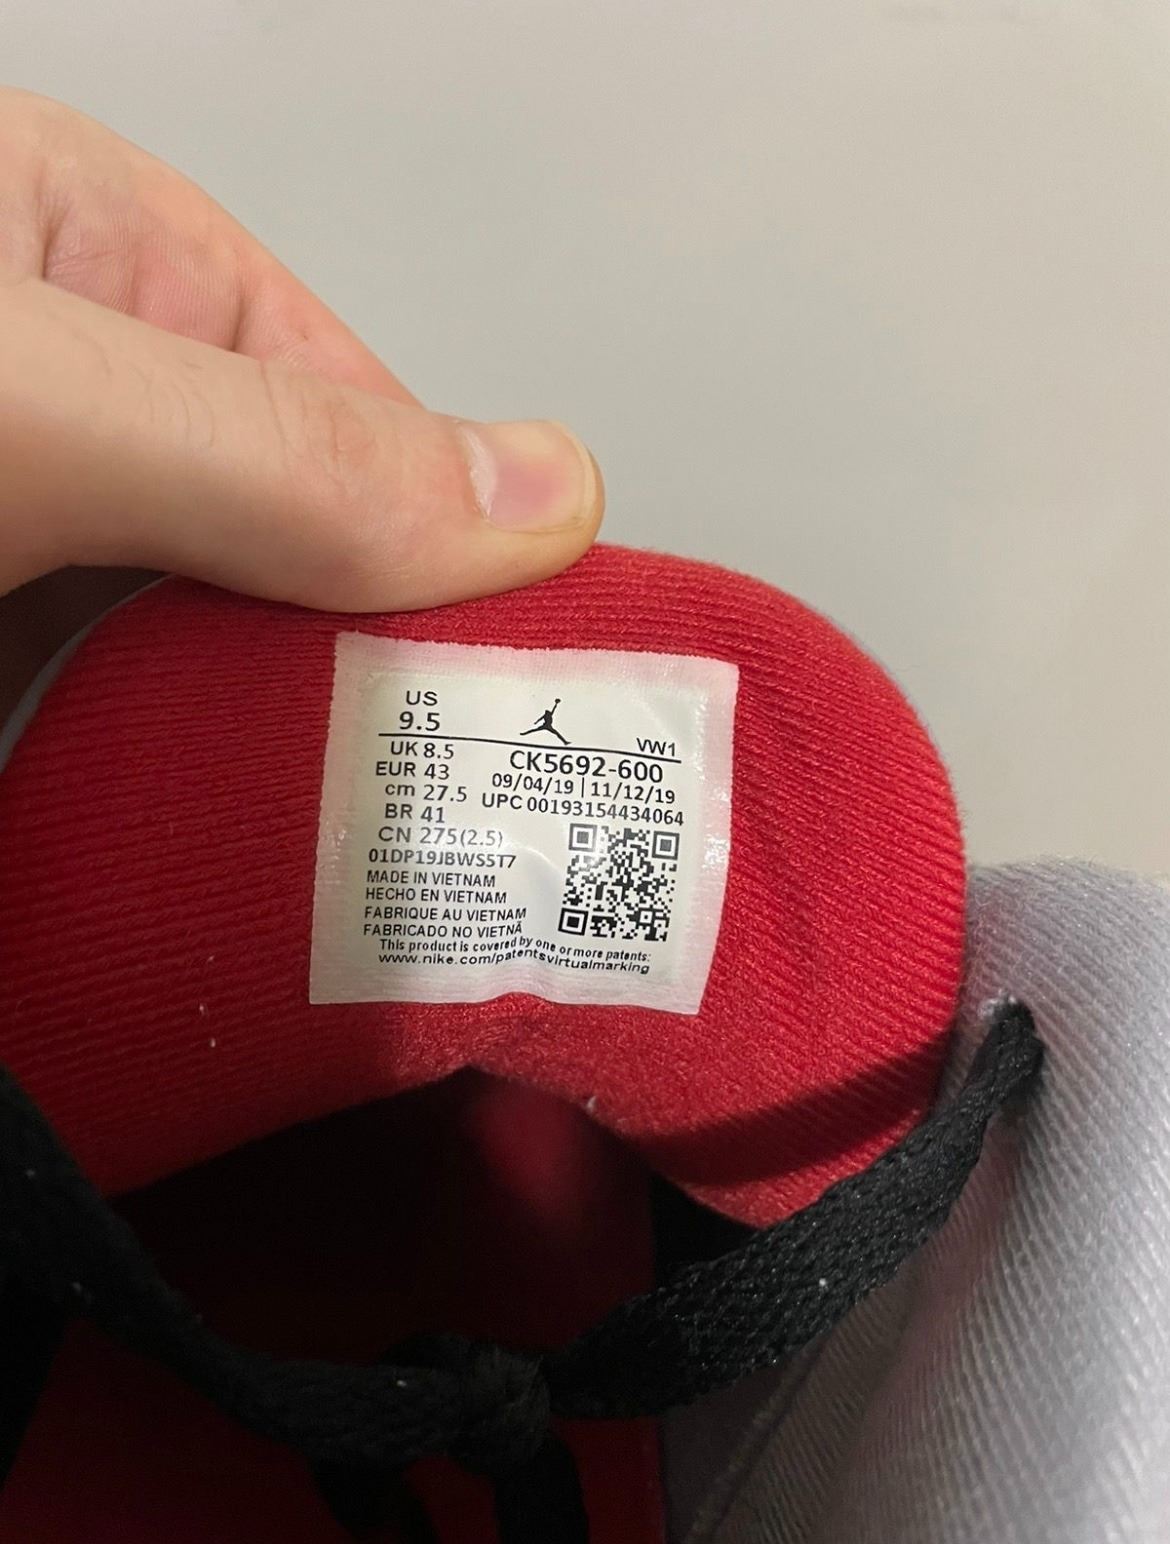 US
9.5
VW1
UK 8.5
CK5692-600
EUR 43
09/04/19 | 11/12/19
cm 27.5
UPC 00193154434064
BR 41
CN 275(2.5)
01DP19JBWS5T7
MADE IN VIETNAM
HECHO EN VIETNAM
FABRIQUE AU VIETNAM
FABRICADO NO VIETNÃ
This product is covered by one or more patents:
www.nike.com/patentsvirtualmarking